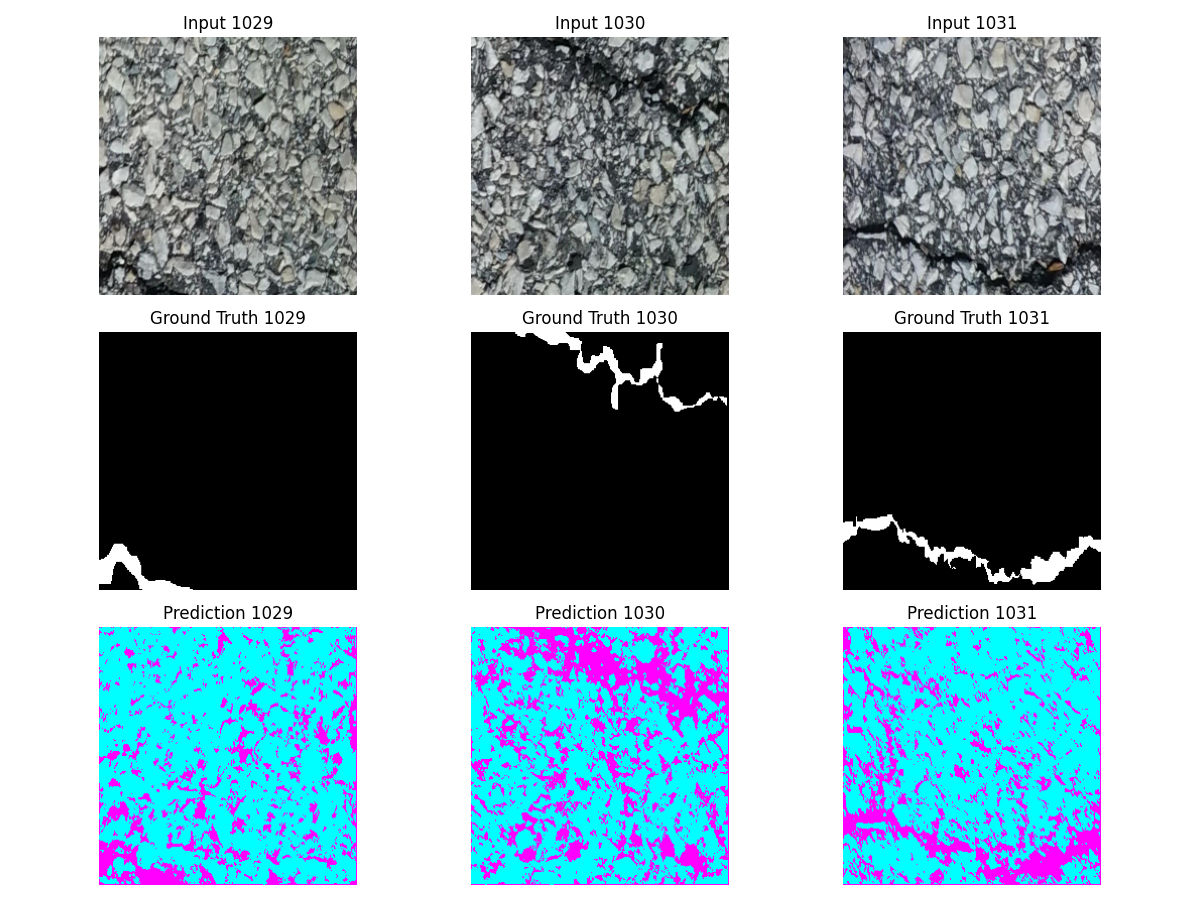 Input 1029
Input 1030
Input 1031
Ground Truth 1029
Ground Truth 1030
Ground Truth 1031
Prediction 1029
Prediction 1030
Prediction 1031